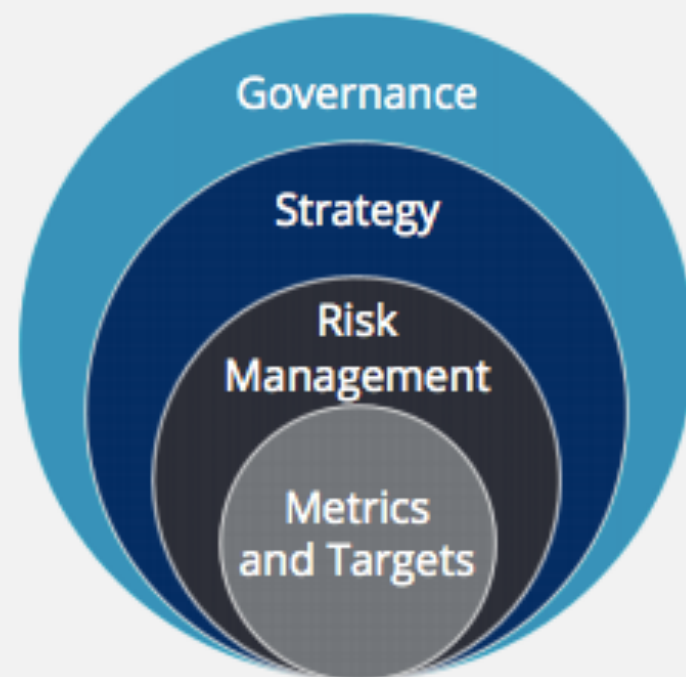 Governance
Strategy
Risk
Management
Metrics
and Targets